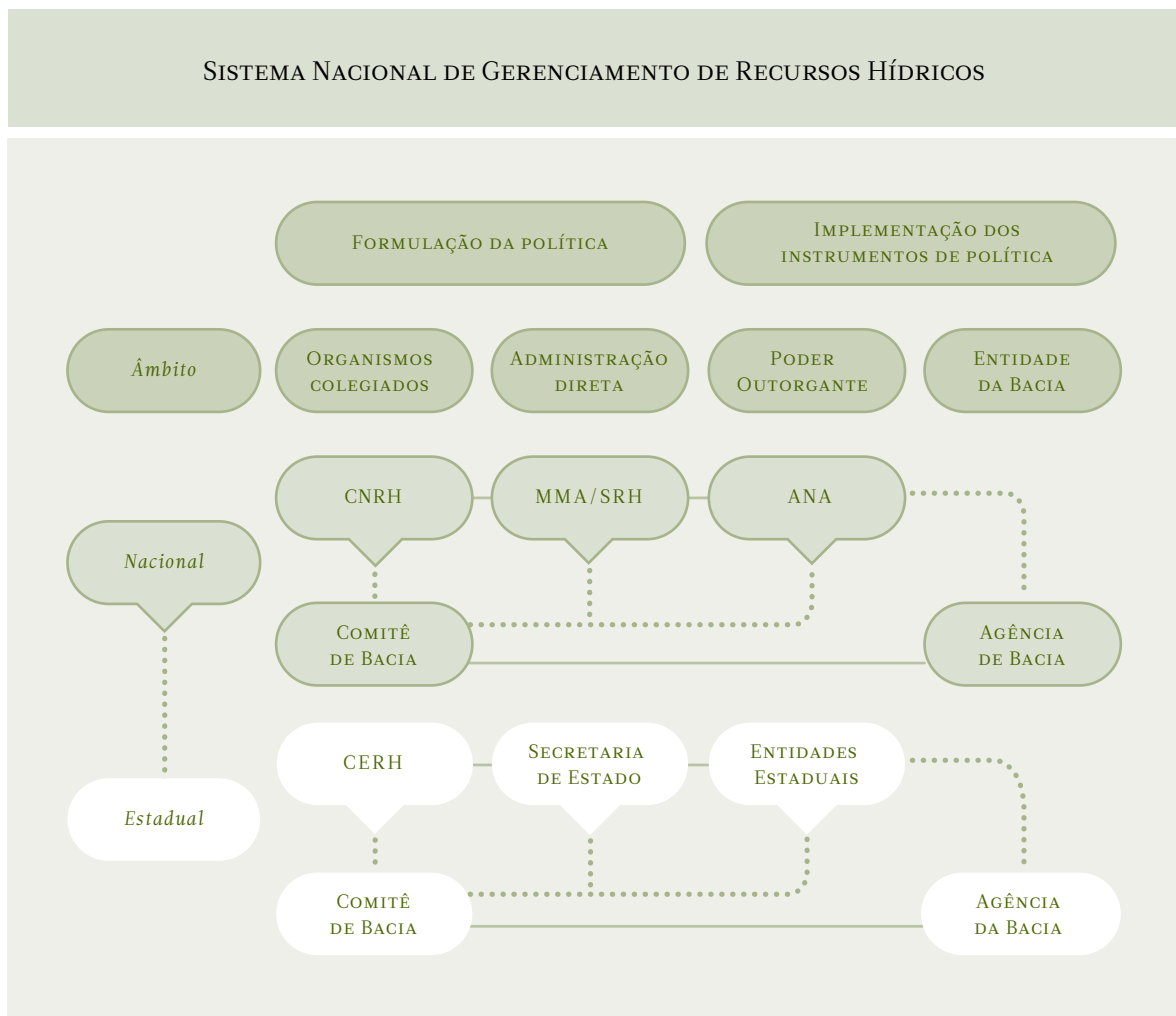 Sistema Nacional de Gerenciamento de Recursos Hídricos
Formulação da política
Implementação dos
instrumentos de política
Âmbito
Organismos
colegiados
Administração
direta
Poder
Outorgante
Entidade
da Bacia
CNRH
MMA/SRH
ANA
Nacional
Comitê
de Bacia
Agência
de Bacia
CERH
Secretaria
de Estado
Entidades
Estaduais
Estadual
Comitê
de Bacia
Agência
da Bacia